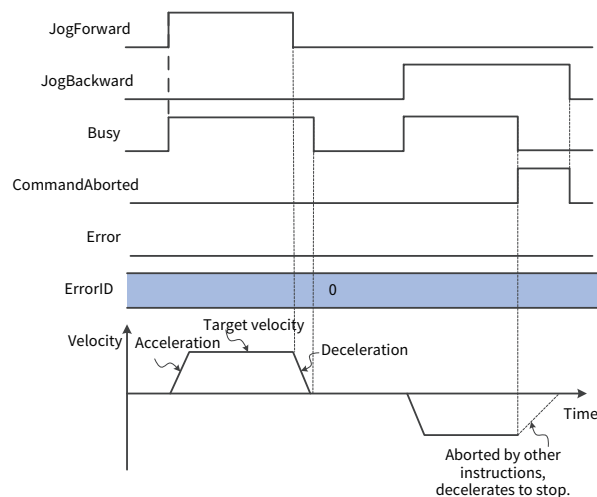 JogForward
JogBackward
Busy
CommandAborted
Error
ErrorID
0
Velocity
Acceleration
Target velocity
Deceleration
Time
Aborted by other
instructions,
decelerates to stop.